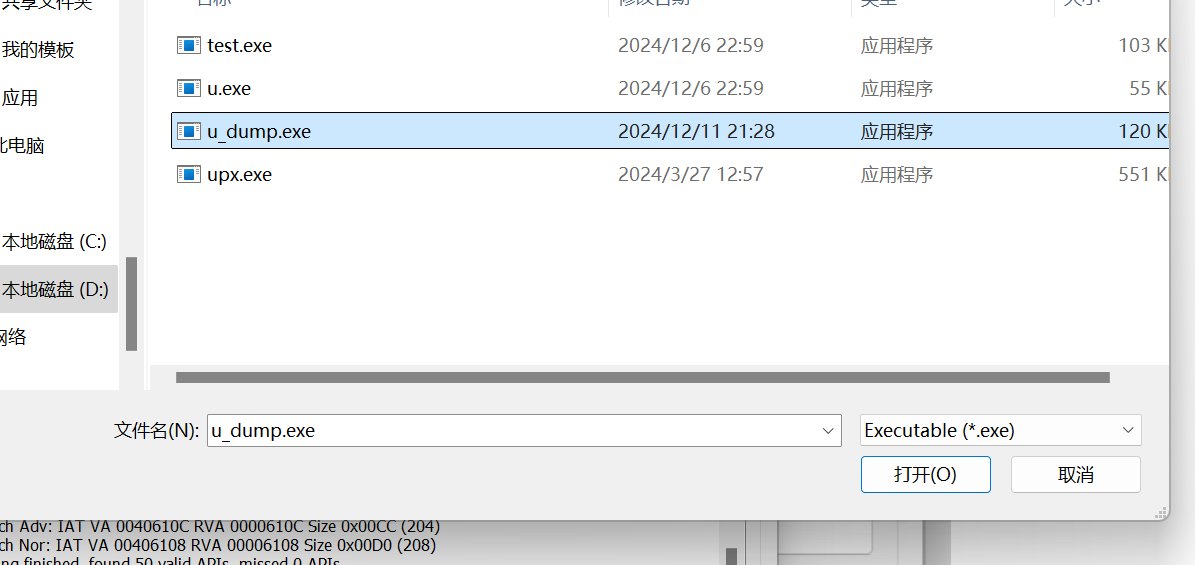 共享文件夹
名称 修改日期 类型 大小
我的模板
test.exe 2024/12/6 22:59 应用程序 103 K
应用
u.exe 2024/12/6 22:59 应用程序 55 K
u_dump.exe 2024/12/11 21:28 应用程序 120 K
此电脑
upx.exe 2024/3/27 12:57 应用程序 551 K
本地磁盘 (C:)
本地磁盘 (D:)
网络
文件名(N): u_dump.exe Executable (*.exe)
打开(O) 取消
ch Adv: IAT VA 0040610C RVA 0000610C Size 0x00CC (204)
ch Nor: IAT VA 00406108 RVA 00006108 Size 0x00D0 (208)
ng finished, found 50 valid APIs, missed 0 APIs